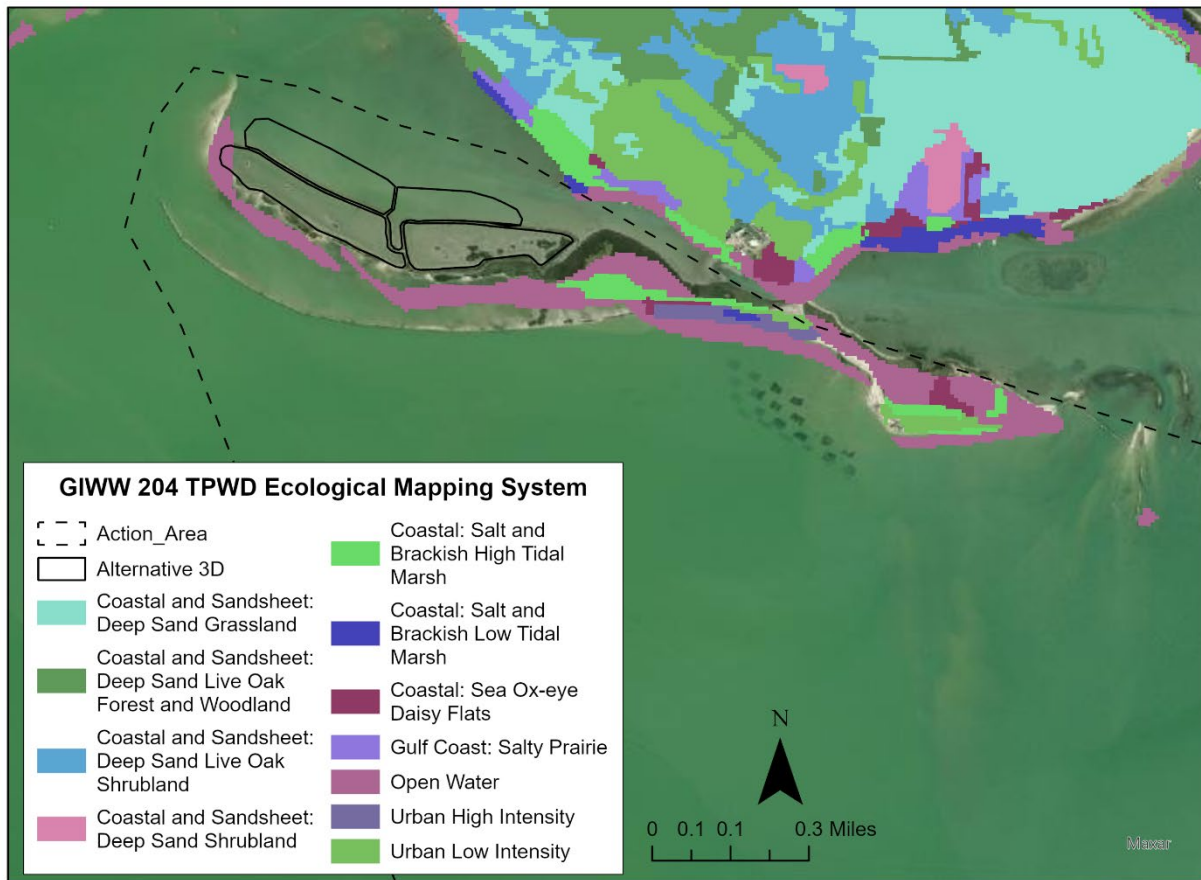 GIWW 204 TPWD Ecological Mapping System
Action_Area
Alternative 3D
Coastal and Sandsheet:
Deep Sand Grassland
Coastal and Sandsheet:
Deep Sand Live Oak
Forest and Woodland
Coastal and Sandsheet:
Deep Sand Live Oak
Shrubland
Coastal and Sandsheet:
Deep Sand Shrubland
Coastal: Salt and
Brackish High Tidal
Marsh
Coastal: Salt and
Brackish Low Tidal
Marsh
Coastal: Sea Ox-eye
Daisy Flats
Gulf Coast: Salty Prairie
Open Water
Urban High Intensity
Urban Low Intensity
N
0 0.1 0.1 0.3 Miles
Maxar